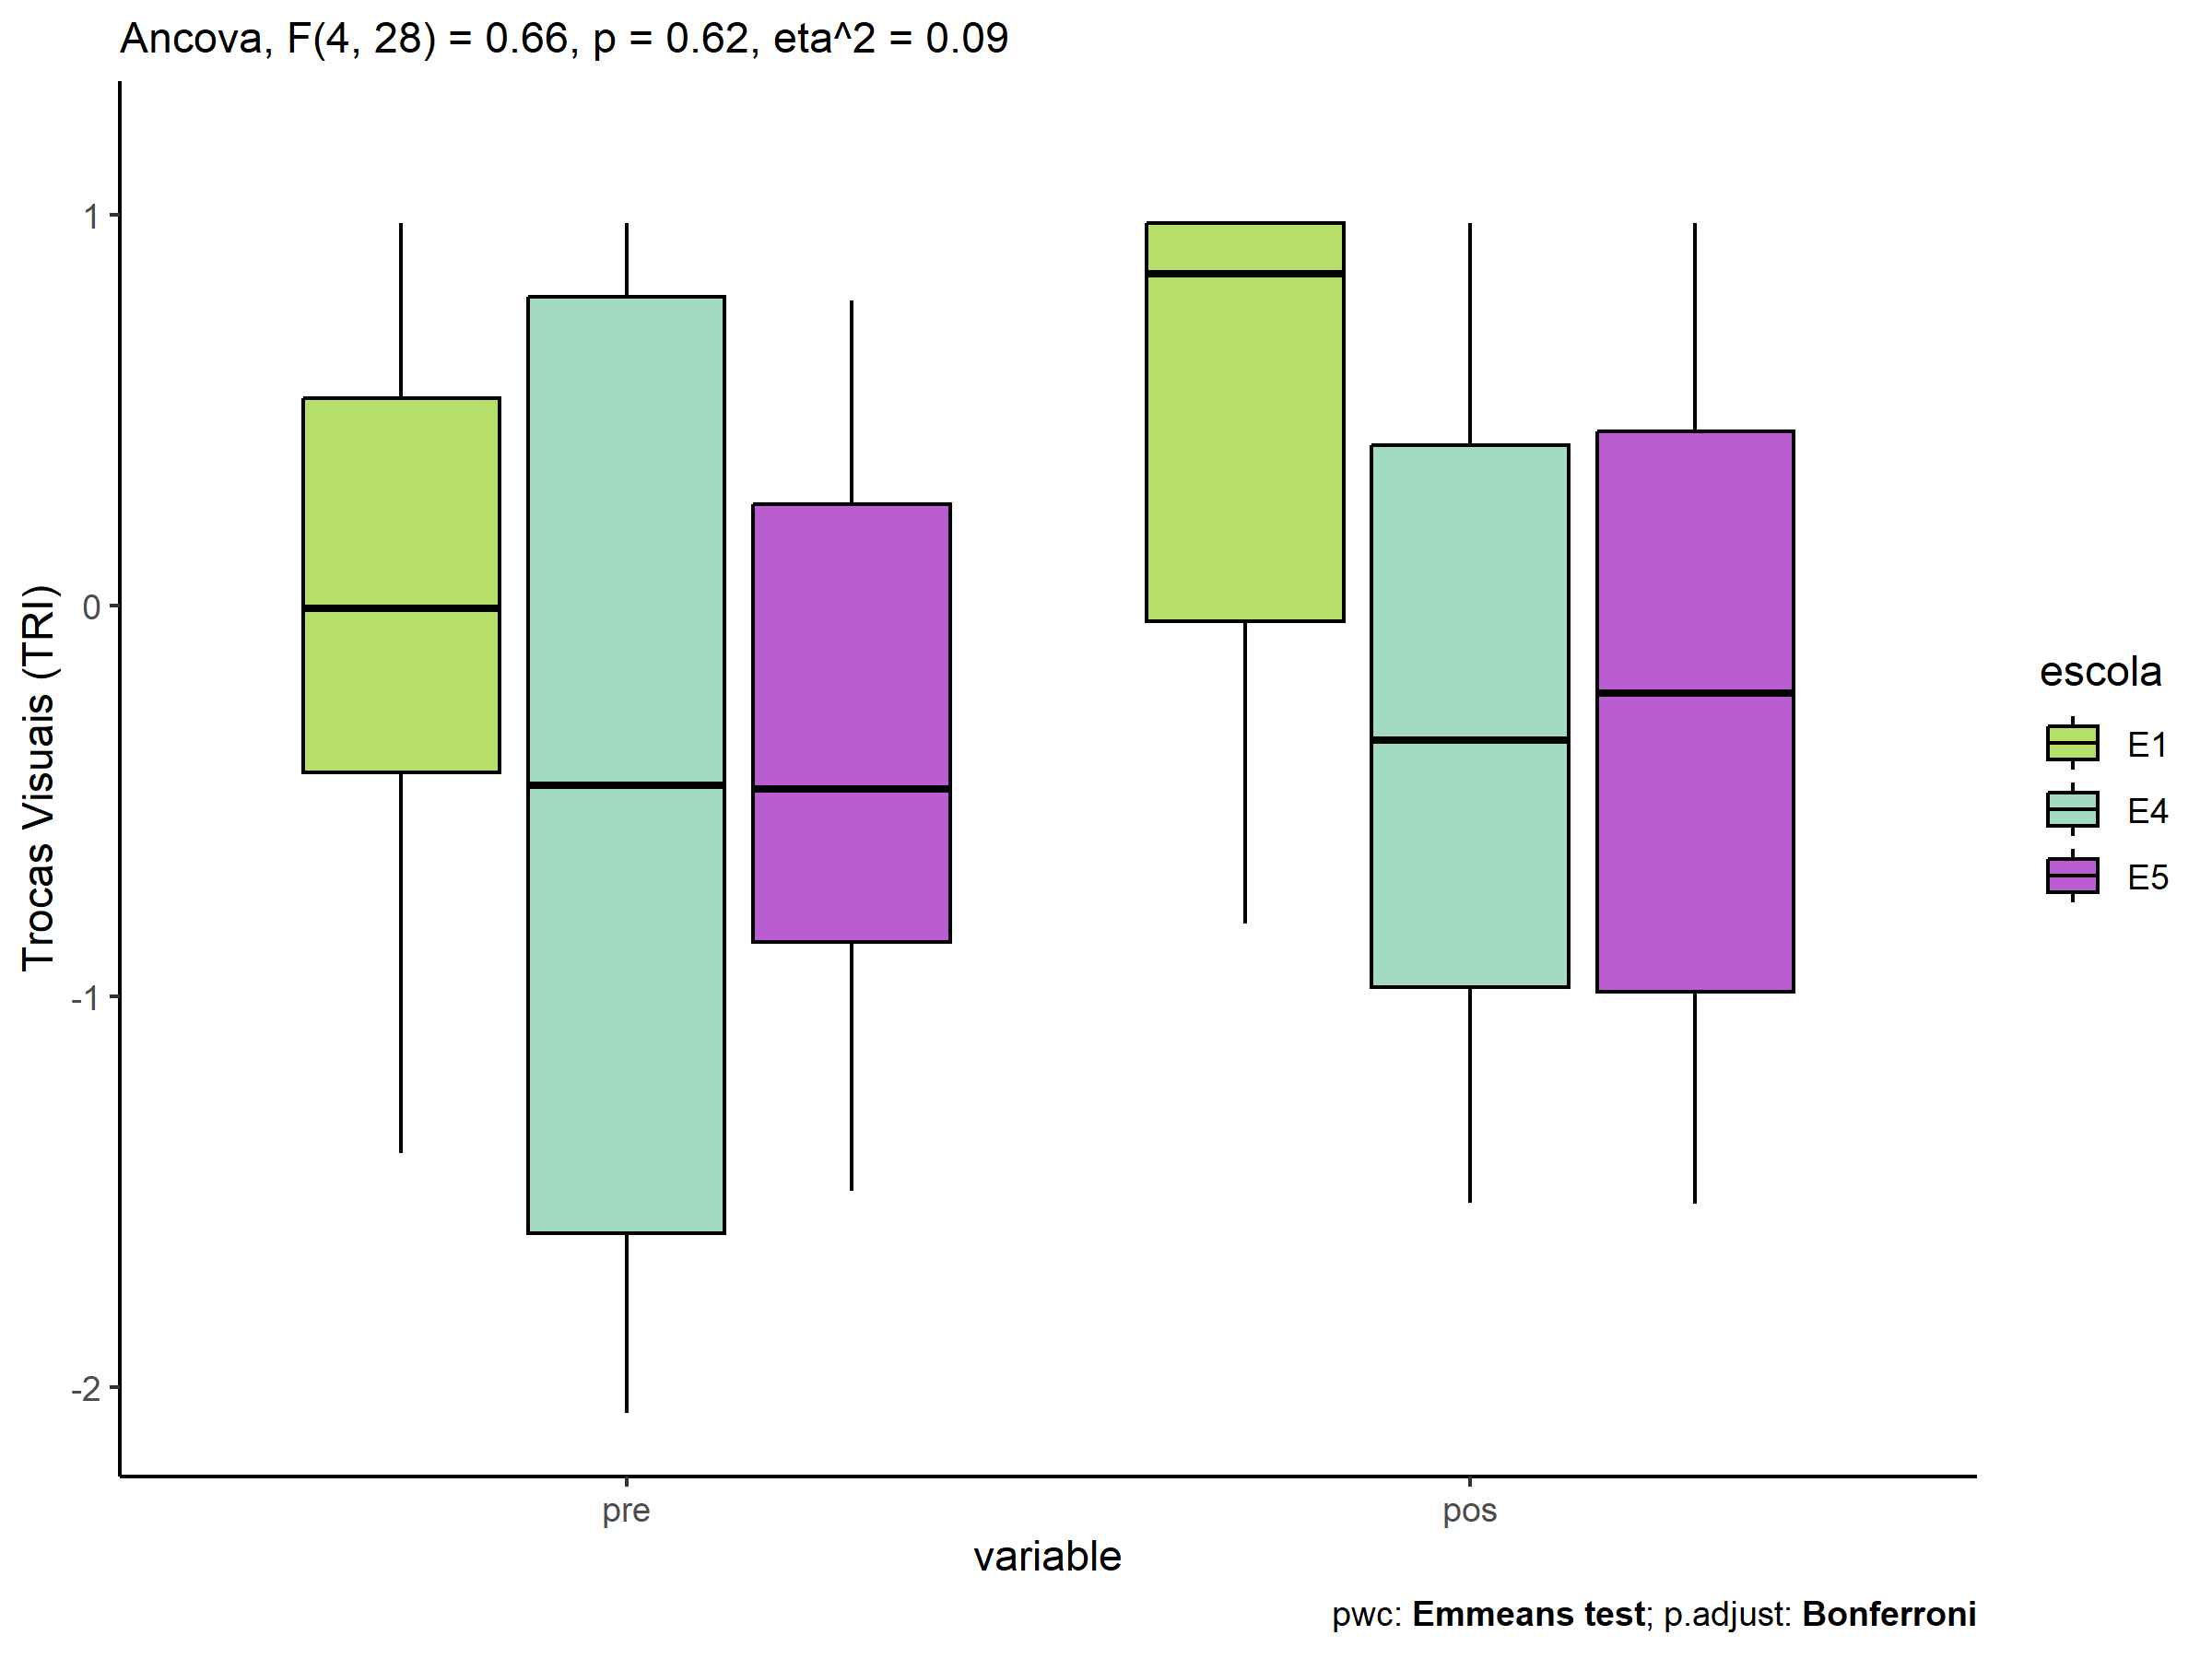 Ancova, F(4, 28) = 0.66, p = 0.62, eta^2 = 0.09
Trocas Visuais (TRI)
1
0
-1
-2
pre
pos
variable
escola
E1
E4
E5
pwc: Emmeans test; p.adjust: Bonferroni